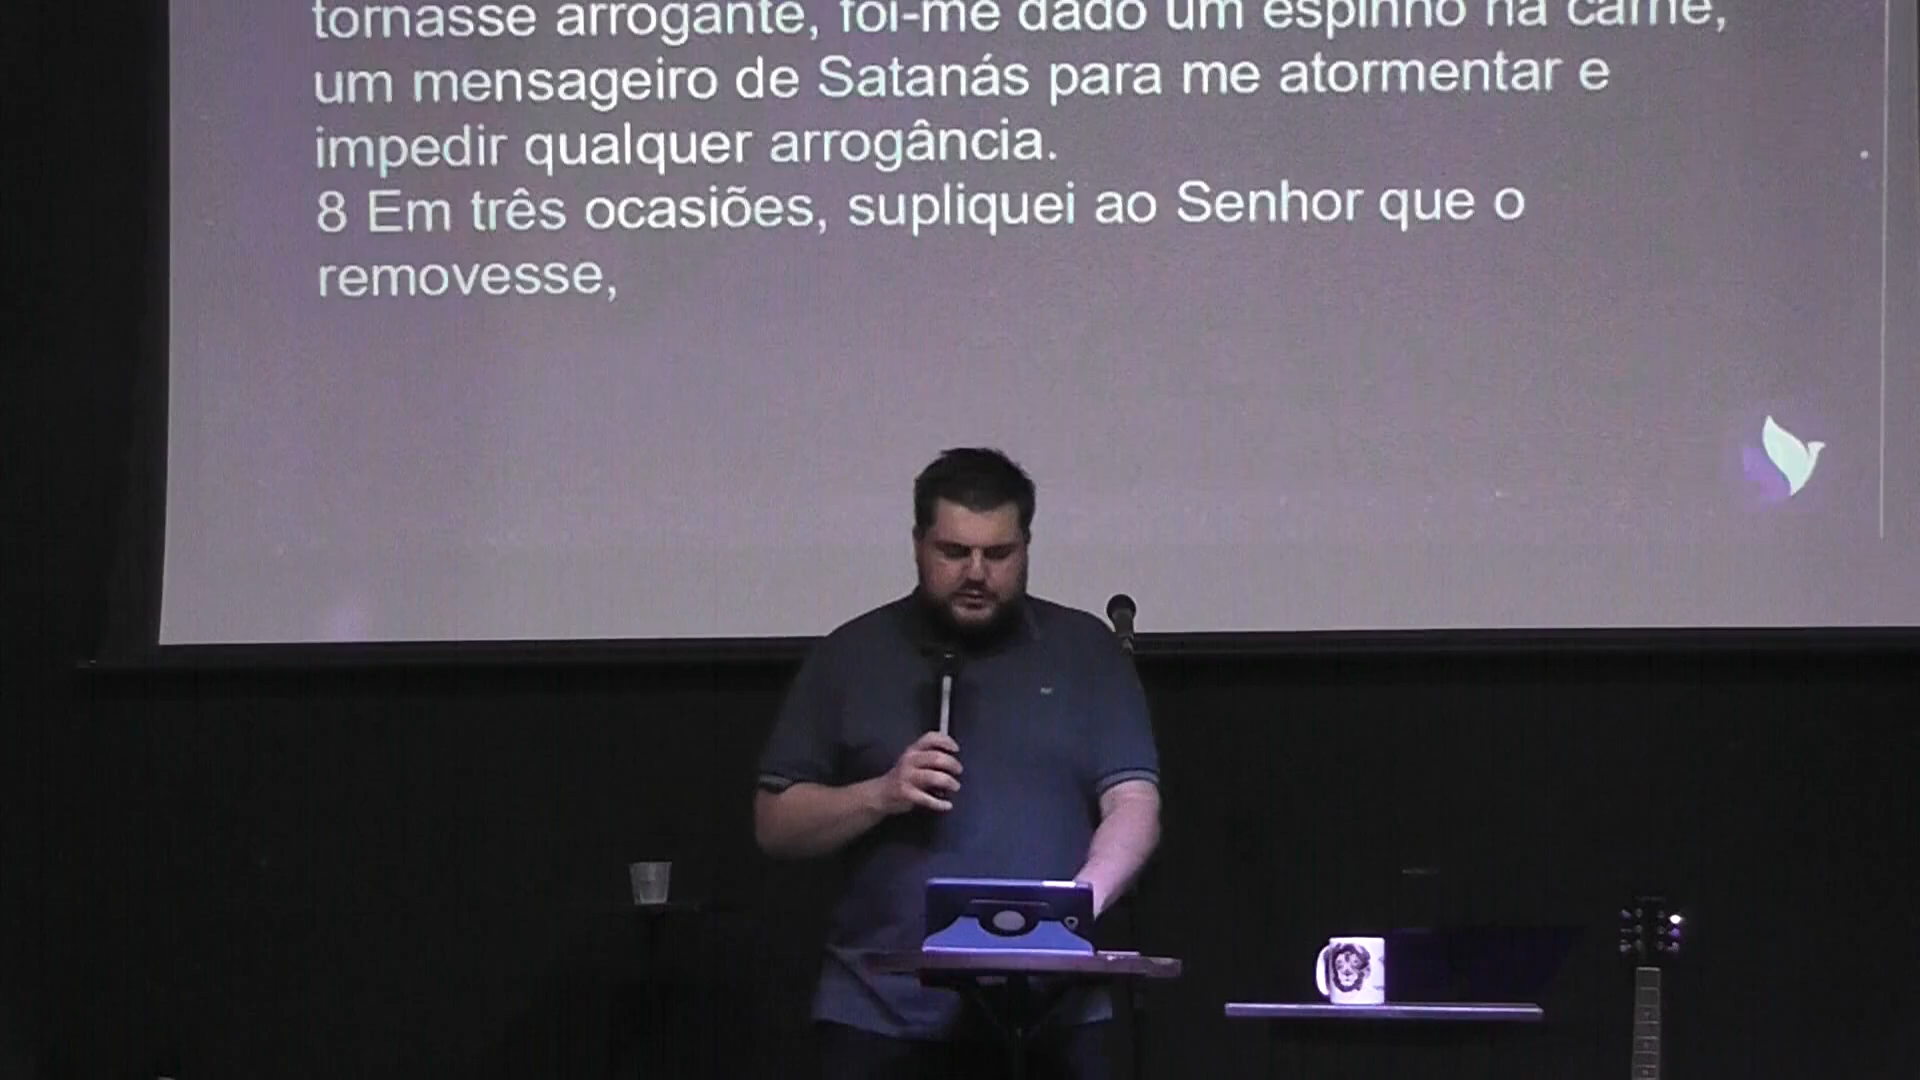 tornasse arrogante, foi-me dado um espinho na carne,
um mensageiro de Satanás para me atormentar e
impedir qualquer arrogância.
8 Em três ocasiões, supliquei ao Senhor que o
removesse,